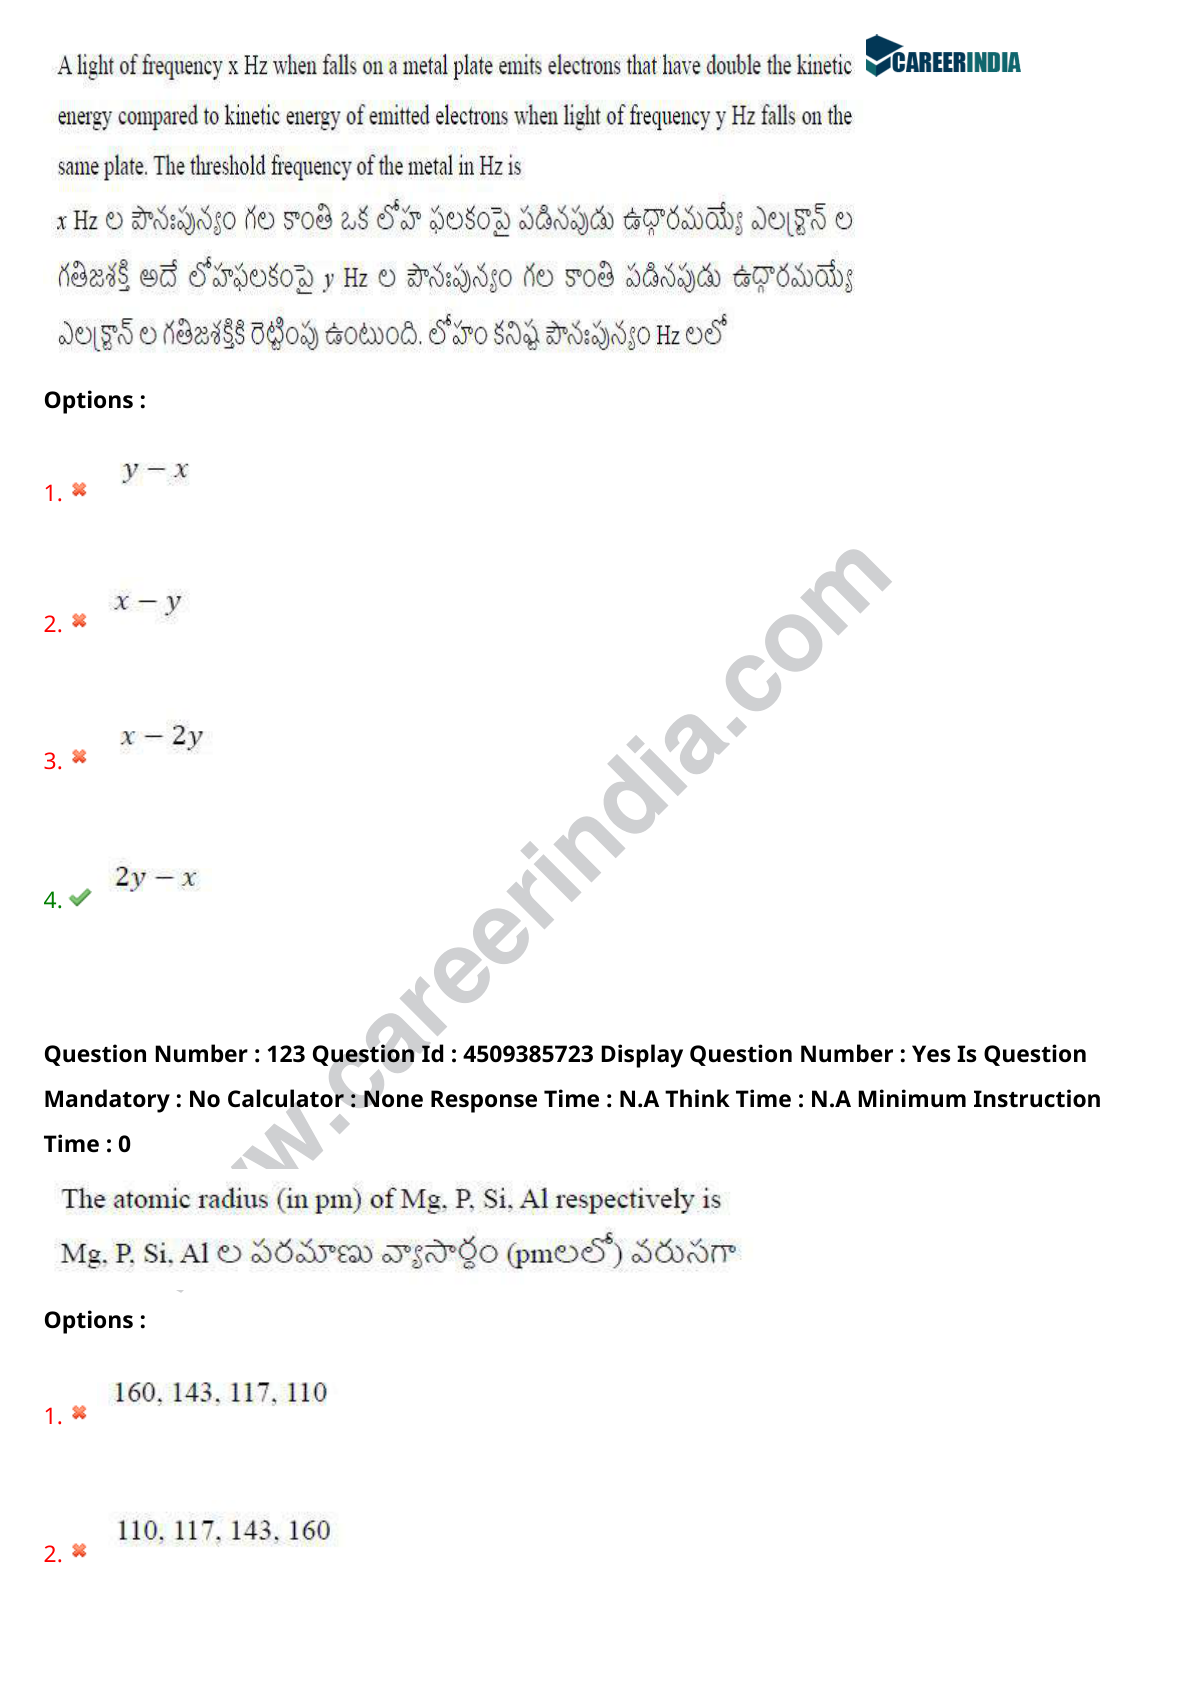 CAREERINDIA
A light of frequency x Hz when falls on a metal plate emits electrons that have double the kinetic
energy compared to kinetic energy of emitted electrons when light of frequency y Hz falls on the
same plate. The threshold frequency of the metal in Hz is
x Hz ల పౌనఃపున్యం గల కాంతి ఒక లోహ ఫలకంపై పడినపుడు ఉద్గారమయ్యే ఎలక్ట్రాన్ ల
గతిజశక్తి అదే లోహఫలకంపై y Hz ల పౌనఃపున్యం గల కాంతి పడినపుడు ఉద్గారమయ్యే
ఎలక్ట్రాన్ ల గతిజశక్తికి రెట్టింపు ఉంటుంది. లోహం కనిష్ట పౌనఃపున్యం Hz లలో
Options :
1. y − x
2. x − y
3. x − 2y
4. 2y − x
Question Number : 123 Question Id : 4509385723 Display Question Number : Yes Is Question
Mandatory : No Calculator : None Response Time : N.A Think Time : N.A Minimum Instruction
Time : 0
The atomic radius (in pm) of Mg, P, Si, Al respectively is
Mg, P, Si, Al ల పరమాణు వ్యాసార్దం (pmలలో) వరుసగా
Options :
1. 160, 143, 117, 110
2. 110, 117, 143, 160
w.careerindia.com